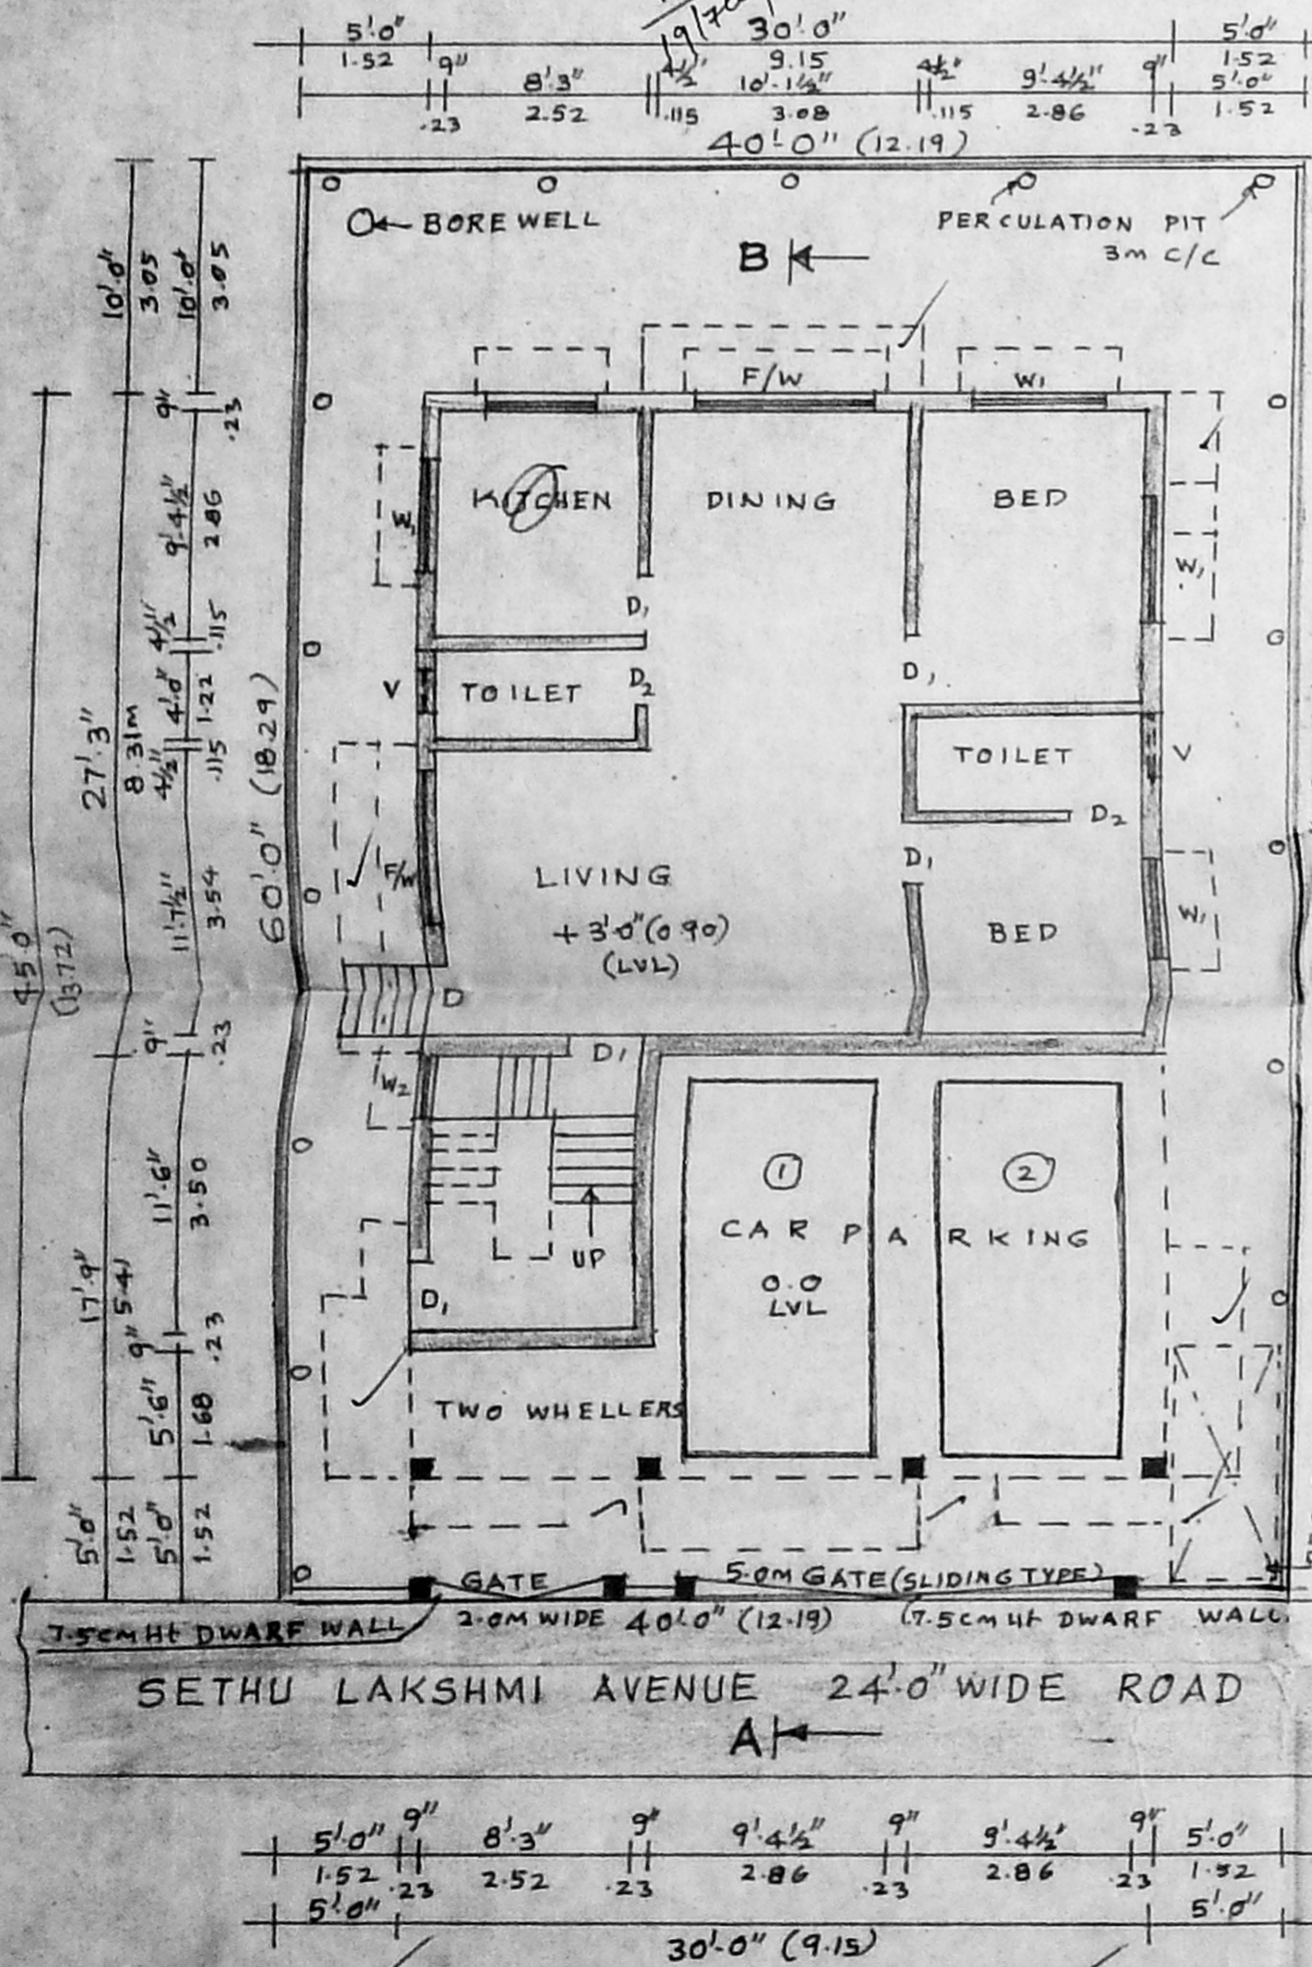 19/7
5'-0" 30'-0" 5'-0"
1.52 9" 4½" 9.15 4½" 9" 1.52
8'-3" 10'-1½" 9'-4½" 5'-0"
.23 2.52 .115 3.08 .115 2.86 .23 1.52
40'-0" (12.19)
BOREWELL
PERCULATION PIT
3m C/C
B
10'-0" 3.05 10'-0" 3.05
F/W W1
9" .23
KITCHEN DINING BED
W1 W1
9'-4½" 2.86
D1
4½" .115
TOILET D2 D1
V
4'-0" 1.22
4½" .115
27'-3" 8.31m
60'-0" (18.29)
TOILET V
D2
D1
LIVING
F/W
+3'-0" (0.90)
(LVL)
BED W1
11'-7½" 3.54
45'-0" (13.72)
D
9" .23
D1
W2
11'-6" 3.50
1 2
CAR PARKING
UP
0.0
LVL
D1
17'-9" 5.41
9" .23
TWO WHELLERS
5'-6" 1.68
5'-0" 1.52 5'-0" 1.52
GATE 5.0M GATE (SLIDING TYPE)
7.5cm Ht DWARF WALL 2.0M WIDE 40'-0" (12.19) (7.5cm Ht DWARF WALL.
SETHU LAKSHMI AVENUE 24'-0" WIDE ROAD
A
5'-0" 9" 8'-3" 9" 9'-4½" 9" 9'-4½" 9" 5'-0"
1.52 .23 2.52 .23 2.86 .23 2.86 .23 1.52
5'-0" 5'-0"
30'-0" (9.15)